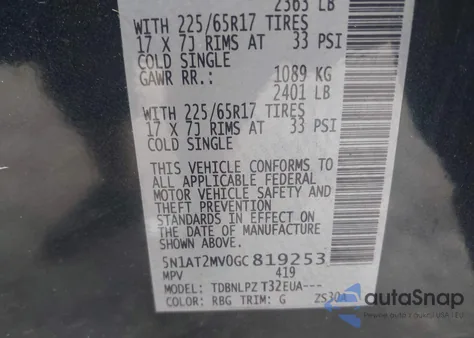 2363 LB
WITH 225/65R17 TIRES
17 X 7J RIMS AT 33 PSI
COLD SINGLE
GAWR RR.: 1089 KG
2401 LB
WITH 225/65R17 TIRES
17 X 7J RIMS AT 33 PSI
COLD SINGLE
THIS VEHICLE CONFORMS TO
ALL APPLICABLE FEDERAL
MOTOR VEHICLE SAFETY AND
THEFT PREVENTION
STANDARDS IN EFFECT ON
THE DATE OF MANUFACTURE
SHOWN ABOVE.
5N1AT2MV0GC819253
MPV 419
MODEL: TDBNLPZ T32EUA---
COLOR: RBG TRIM: G ZS30A
autoSnap